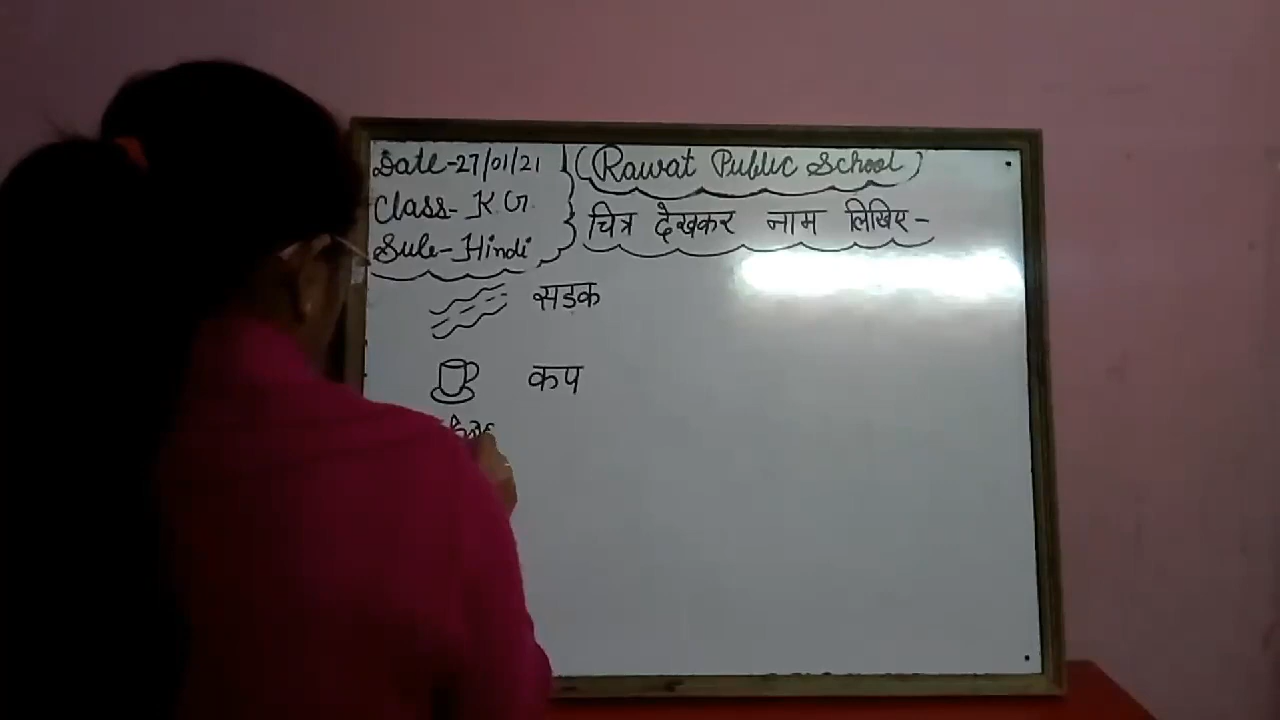 Date-27/01/21
Class- K.G.
Sub-Hindi
(Rawat Public School)
चित्र देखकर नाम लिखिए-
सड़क
कप